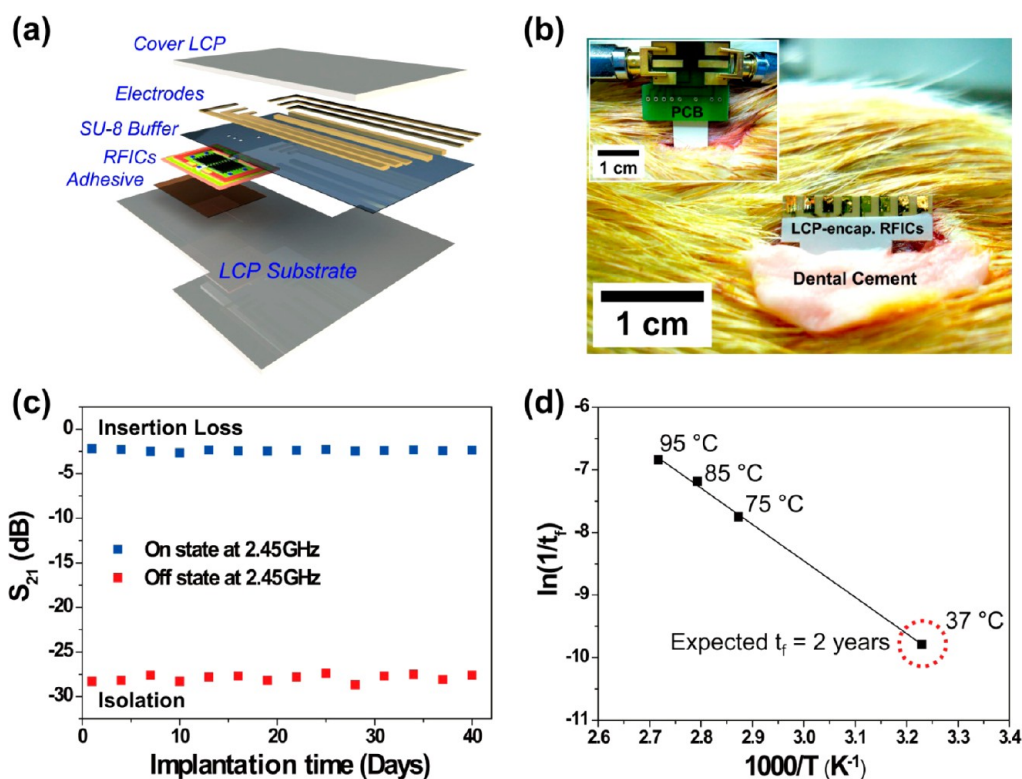 (a)
Cover LCP
Electrodes
SU-8 Buffer
RFICs
Adhesive
LCP Substrate
(b)
PCB
1 cm
LCP-encap. RFICs
Dental Cement
1 cm
(c)
0
-5
-10
-15
-20
-25
-30
S21 (dB)
Insertion Loss
On state at 2.45GHz
Off state at 2.45GHz
Isolation
0 10 20 30 40
Implantation time (Days)
(d)
-6
-7
-8
-9
-10
-11
ln(1/tf)
95 °C
85 °C
75 °C
37 °C
Expected tf = 2 years
2.6 2.7 2.8 2.9 3.0 3.1 3.2 3.3 3.4
1000/T (K-1)